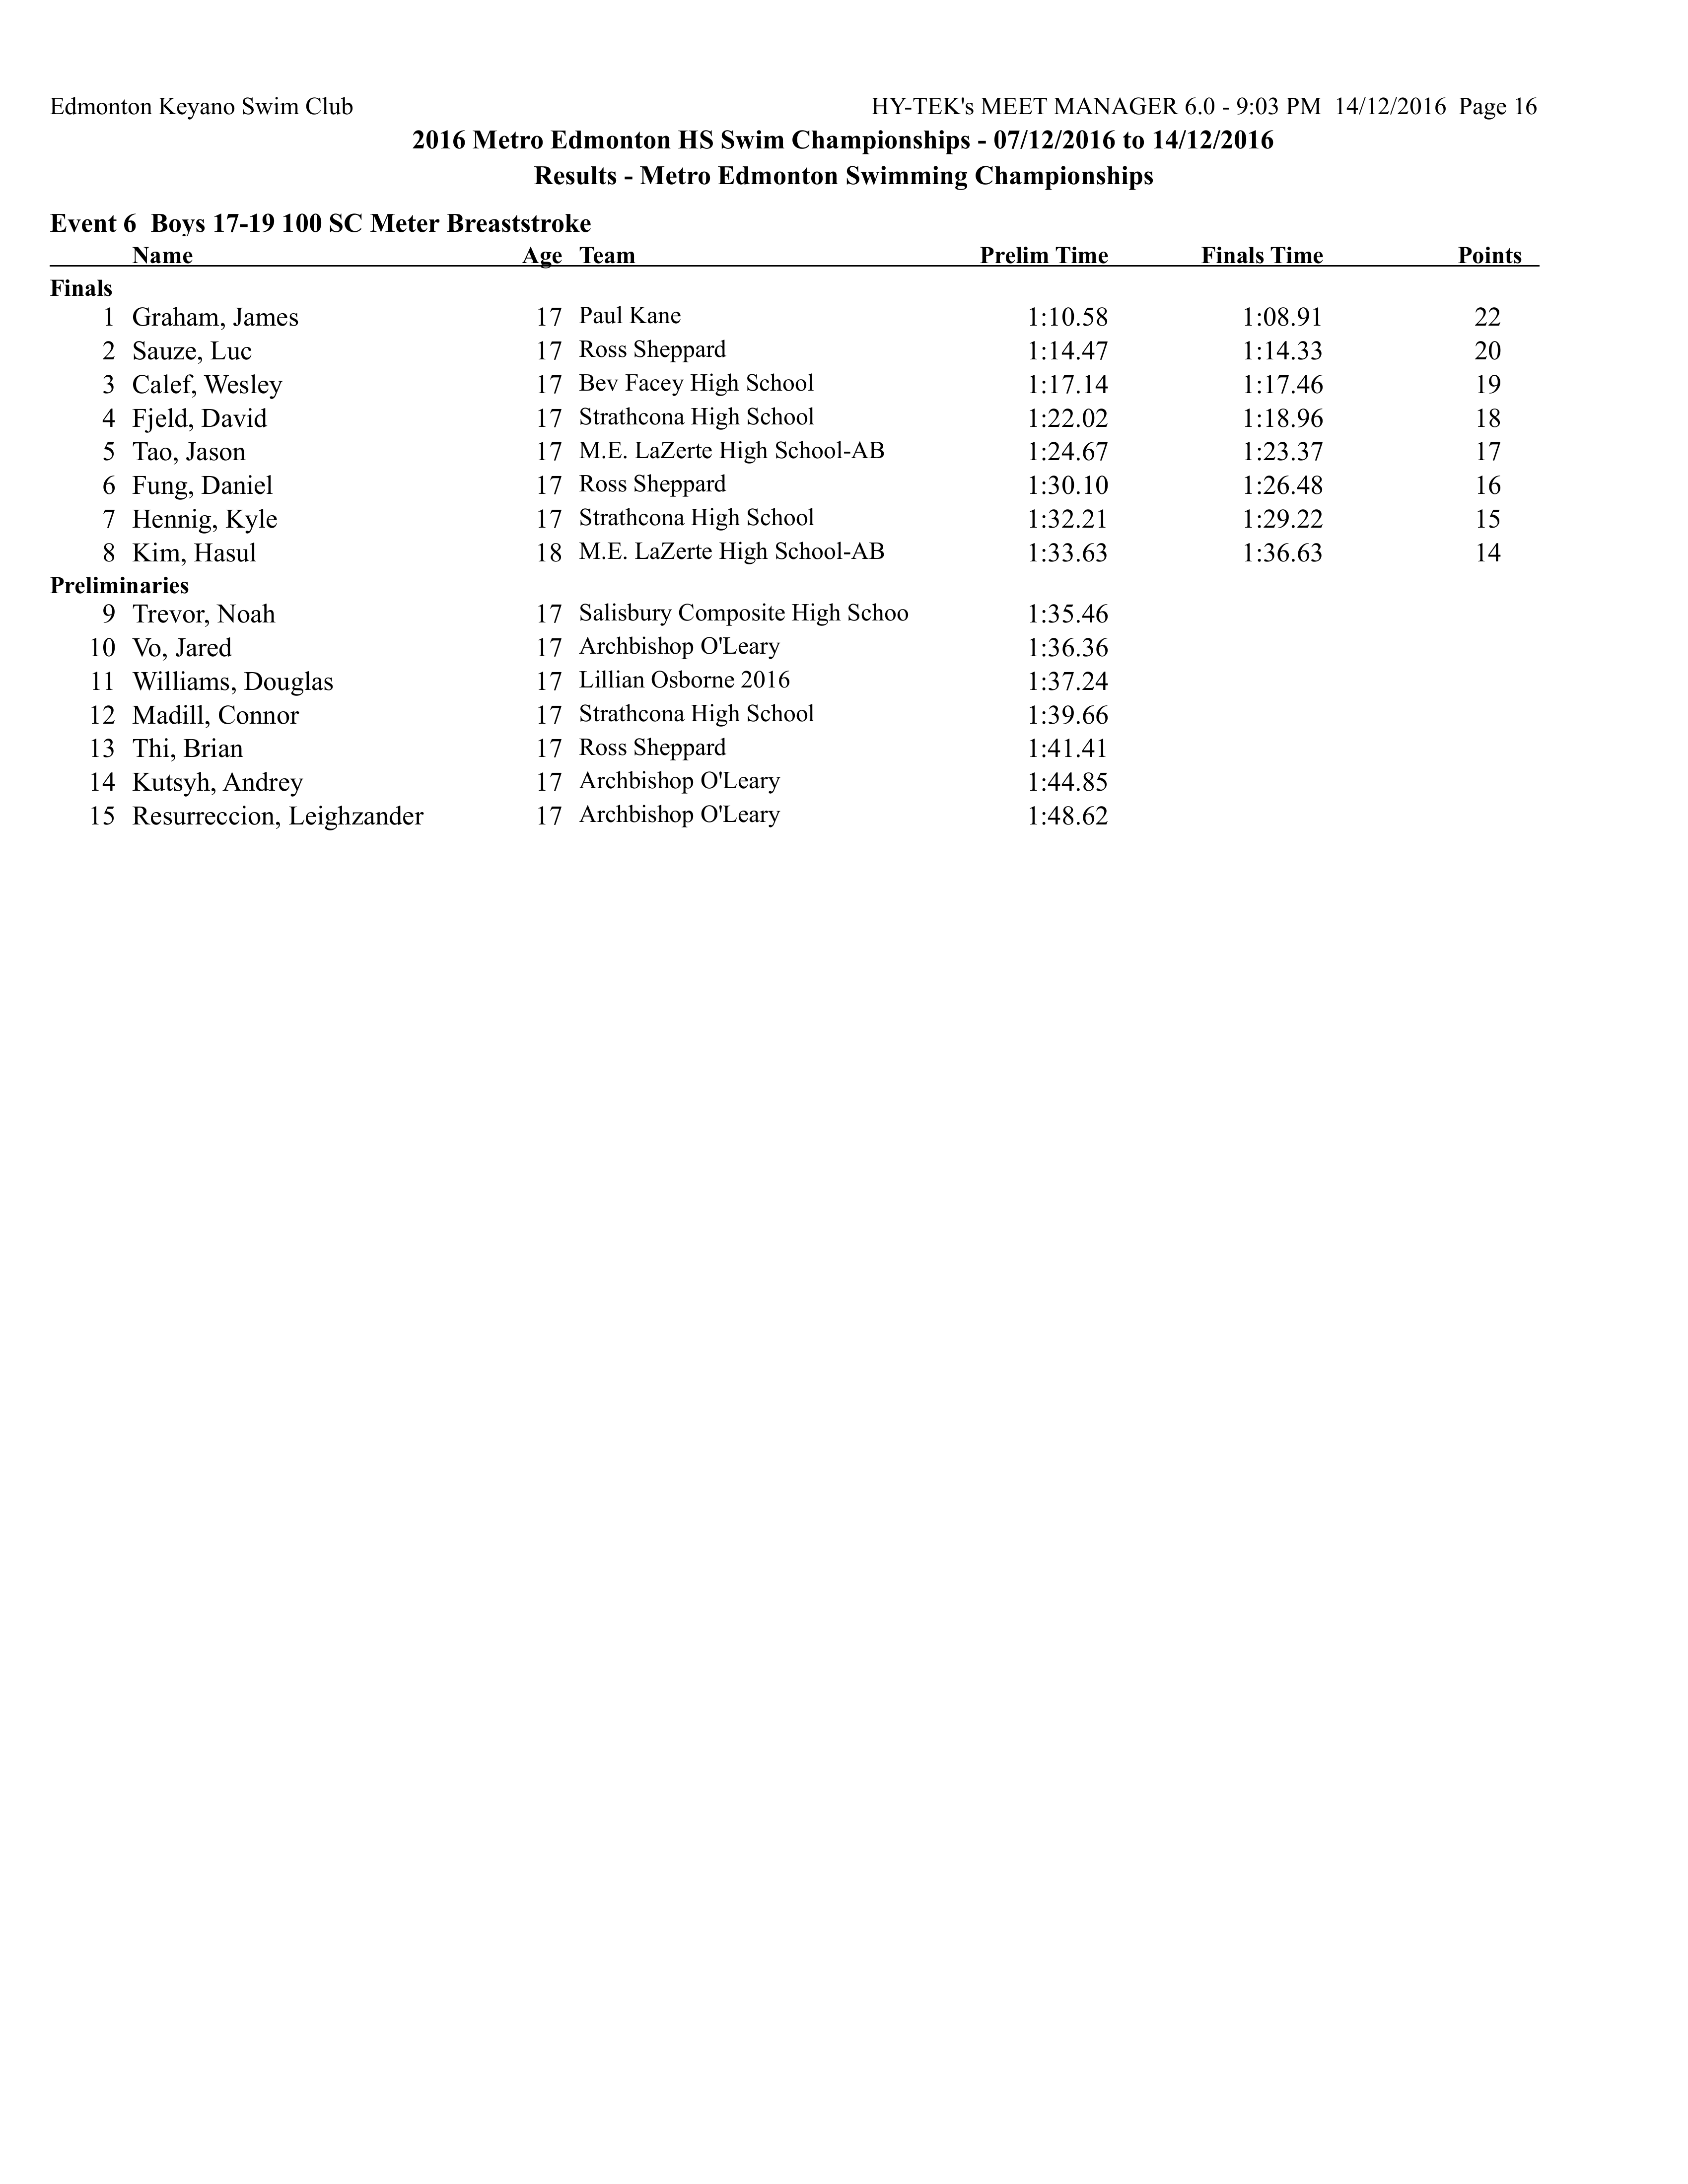 Edmonton Keyano Swim Club HY-TEK's MEET MANAGER 6.0 - 9:03 PM 14/12/2016 Page 16
2016 Metro Edmonton HS Swim Championships - 07/12/2016 to 14/12/2016
Results - Metro Edmonton Swimming Championships
Event 6 Boys 17-19 100 SC Meter Breaststroke
Name Age Team Prelim Time Finals Time Points
Finals
1 Graham, James 17 Paul Kane 1:10.58 1:08.91 22
2 Sauze, Luc 17 Ross Sheppard 1:14.47 1:14.33 20
3 Calef, Wesley 17 Bev Facey High School 1:17.14 1:17.46 19
4 Fjeld, David 17 Strathcona High School 1:22.02 1:18.96 18
5 Tao, Jason 17 M.E. LaZerte High School-AB 1:24.67 1:23.37 17
6 Fung, Daniel 17 Ross Sheppard 1:30.10 1:26.48 16
7 Hennig, Kyle 17 Strathcona High School 1:32.21 1:29.22 15
8 Kim, Hasul 18 M.E. LaZerte High School-AB 1:33.63 1:36.63 14
Preliminaries
9 Trevor, Noah 17 Salisbury Composite High Schoo 1:35.46
10 Vo, Jared 17 Archbishop O'Leary 1:36.36
11 Williams, Douglas 17 Lillian Osborne 2016 1:37.24
12 Madill, Connor 17 Strathcona High School 1:39.66
13 Thi, Brian 17 Ross Sheppard 1:41.41
14 Kutsyh, Andrey 17 Archbishop O'Leary 1:44.85
15 Resurreccion, Leighzander 17 Archbishop O'Leary 1:48.62